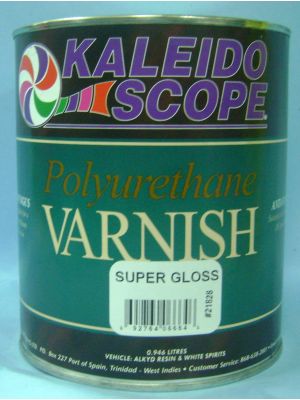 KALEIDO
SCOPE
Polyurethane
VARNISH
SUPER GLOSS
#21828
0.946 LITRES
VEHICLE: ALKYD RESIN & WHITE SPIRITS
PO. Box 227 Port of Spain, Trinidad - West Indies • Customer Service: